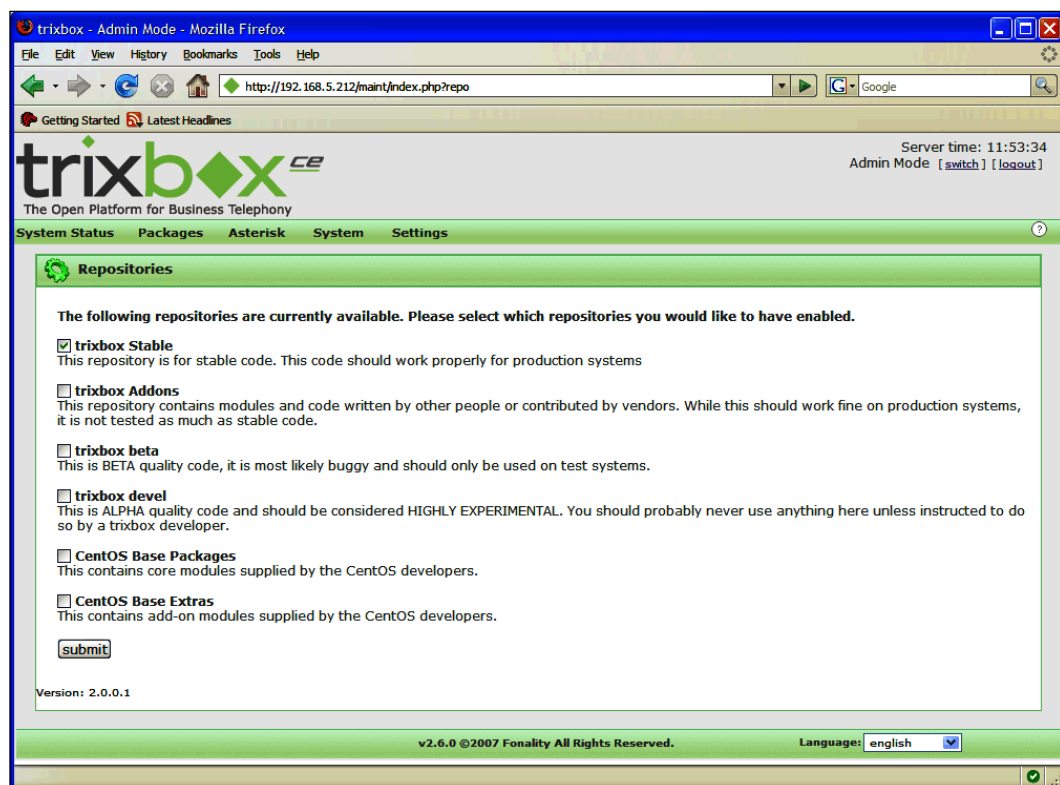 trixbox - Admin Mode - Mozilla Firefox
File Edit View History Bookmarks Tools Help
http://192.168.5.212/maint/index.php?repo
G Google
Getting Started Latest Headlines
trixbox ce
The Open Platform for Business Telephony
Server time: 11:53:34
Admin Mode [switch] [logout]
System Status Packages Asterisk System Settings ?
Repositories
The following repositories are currently available. Please select which repositories you would like to have enabled.
trixbox Stable
This repository is for stable code. This code should work properly for production systems
trixbox Addons
This repository contains modules and code written by other people or contributed by vendors. While this should work fine on production systems,
it is not tested as much as stable code.
trixbox beta
This is BETA quality code, it is most likely buggy and should only be used on test systems.
trixbox devel
This is ALPHA quality code and should be considered HIGHLY EXPERIMENTAL. You should probably never use anything here unless instructed to do
so by a trixbox developer.
CentOS Base Packages
This contains core modules supplied by the CentOS developers.
CentOS Base Extras
This contains add-on modules supplied by the CentOS developers.
submit
Version: 2.0.0.1
v2.6.0 ©2007 Fonality All Rights Reserved.
Language: english